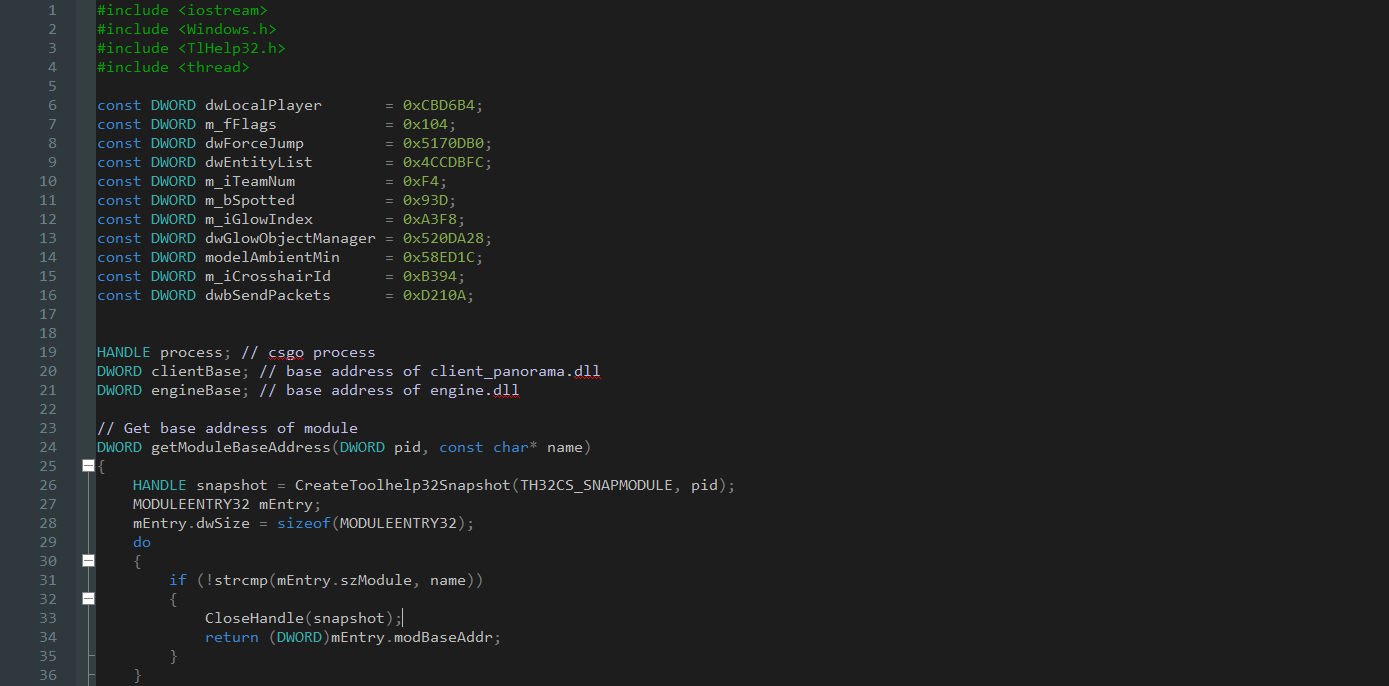 1 #include <iostream>
2 #include <Windows.h>
3 #include <TlHelp32.h>
4 #include <thread>
5
6 const DWORD dwLocalPlayer       = 0xCBD6B4;
7 const DWORD m_fFlags            = 0x104;
8 const DWORD dwForceJump         = 0x5170DB0;
9 const DWORD dwEntityList        = 0x4CCDBFC;
10 const DWORD m_iTeamNum          = 0xF4;
11 const DWORD m_bSpotted          = 0x93D;
12 const DWORD m_iGlowIndex        = 0xA3F8;
13 const DWORD dwGlowObjectManager = 0x520DA28;
14 const DWORD modelAmbientMin     = 0x58ED1C;
15 const DWORD m_iCrosshairId      = 0xB394;
16 const DWORD dwbSendPackets      = 0xD210A;
17
18
19 HANDLE process; // csgo process
20 DWORD clientBase; // base address of client_panorama.dll
21 DWORD engineBase; // base address of engine.dll
22
23 // Get base address of module
24 DWORD getModuleBaseAddress(DWORD pid, const char* name)
25 {
26     HANDLE snapshot = CreateToolhelp32Snapshot(TH32CS_SNAPMODULE, pid);
27     MODULEENTRY32 mEntry;
28     mEntry.dwSize = sizeof(MODULEENTRY32);
29     do
30     {
31         if (!strcmp(mEntry.szModule, name))
32         {
33             CloseHandle(snapshot);
34             return (DWORD)mEntry.modBaseAddr;
35         }
36     }